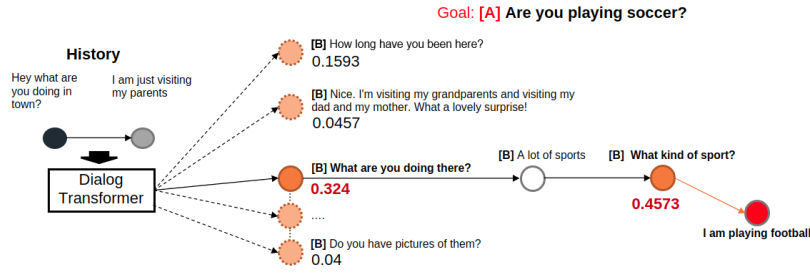 Goal: [A] Are you playing soccer?
History
Hey what are
you doing in
town?
I am just visiting
my parents
Dialog
Transformer
[B] How long have you been here?
0.1593
[B] Nice. I'm visiting my grandparents and visiting my
dad and my mother. What a lovely surprise!
0.0457
[B] What are you doing there?
0.324
[B] A lot of sports
[B] What kind of sport?
0.4573
I am playing football
....
[B] Do you have pictures of them?
0.04